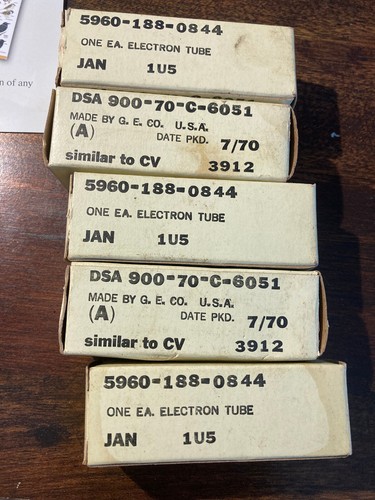 n of any
5960-188-0844
ONE EA. ELECTRON TUBE
JAN 1U5
DSA 900-70-C-6051
MADE BY G. E. CO. U.S.A.
(A) DATE PKD. 7/70
similar to CV 3912
5960-188-0844
ONE EA. ELECTRON TUBE
JAN 1U5
DSA 900-70-C-6051
MADE BY G. E. CO. U.S.A.
(A) DATE PKD. 7/70
similar to CV 3912
5960-188-0844
ONE EA. ELECTRON TUBE
JAN 1U5